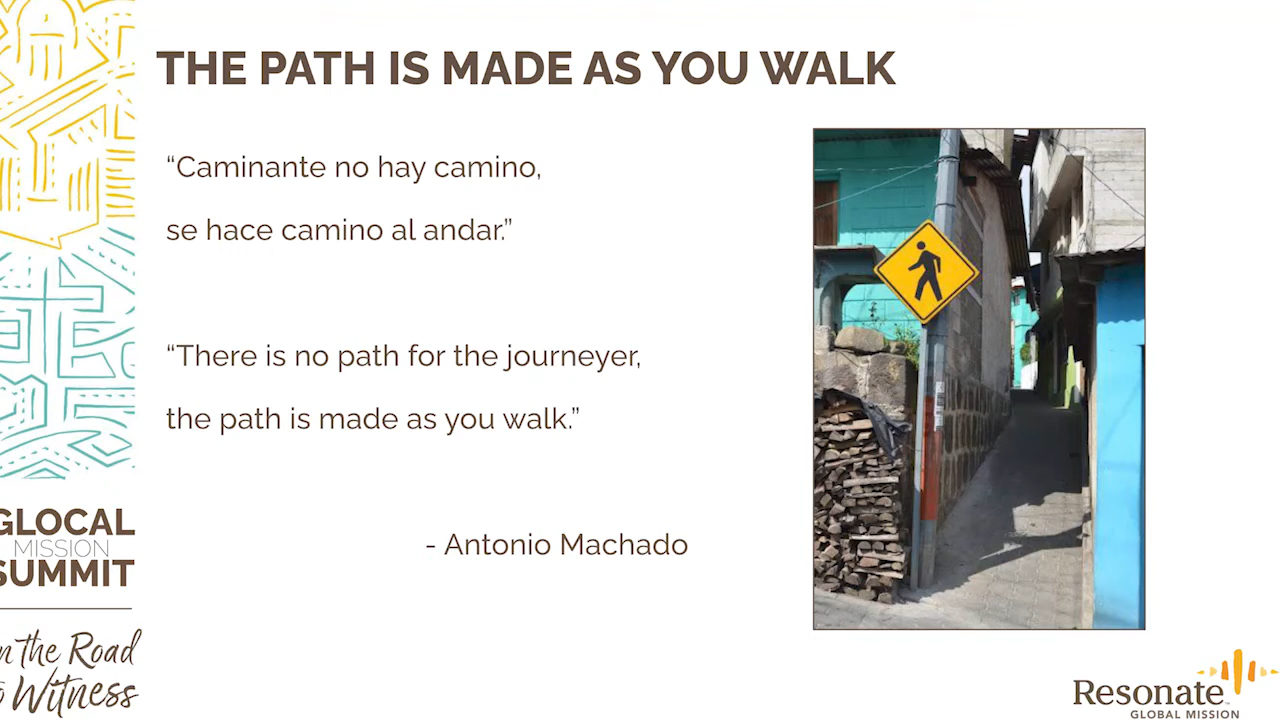 THE PATH IS MADE AS YOU WALK
“Caminante no hay camino,
se hace camino al andar.”
“There is no path for the journeyer,
the path is made as you walk.”
- Antonio Machado
GLOCAL
MISSION
SUMMIT
n the Road
o Witness
Resonate
GLOBAL MISSION